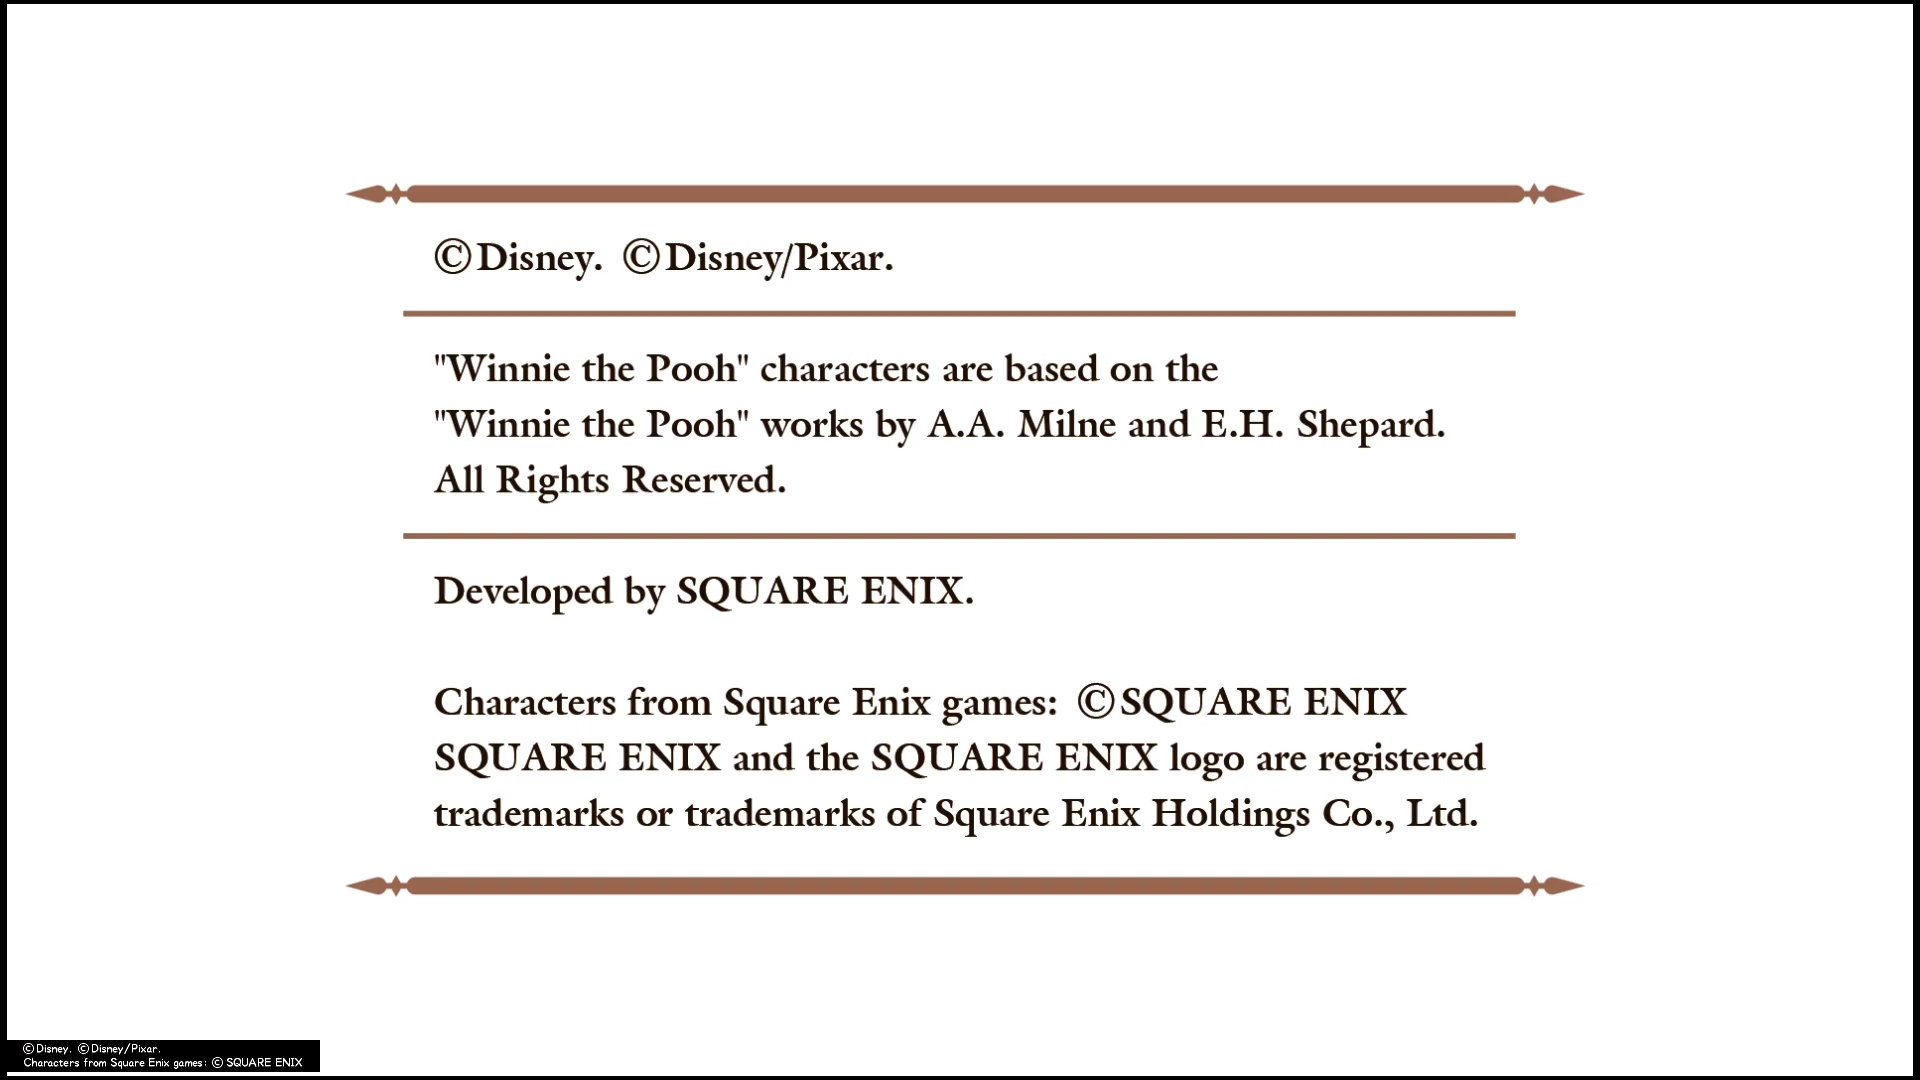 ©Disney. ©Disney/Pixar.
"Winnie the Pooh" characters are based on the
"Winnie the Pooh" works by A.A. Milne and E.H. Shepard.
All Rights Reserved.
Developed by SQUARE ENIX.
Characters from Square Enix games: ©SQUARE ENIX
SQUARE ENIX and the SQUARE ENIX logo are registered
trademarks or trademarks of Square Enix Holdings Co., Ltd.
©Disney. ©Disney/Pixar.
Characters from Square Enix games: © SQUARE ENIX